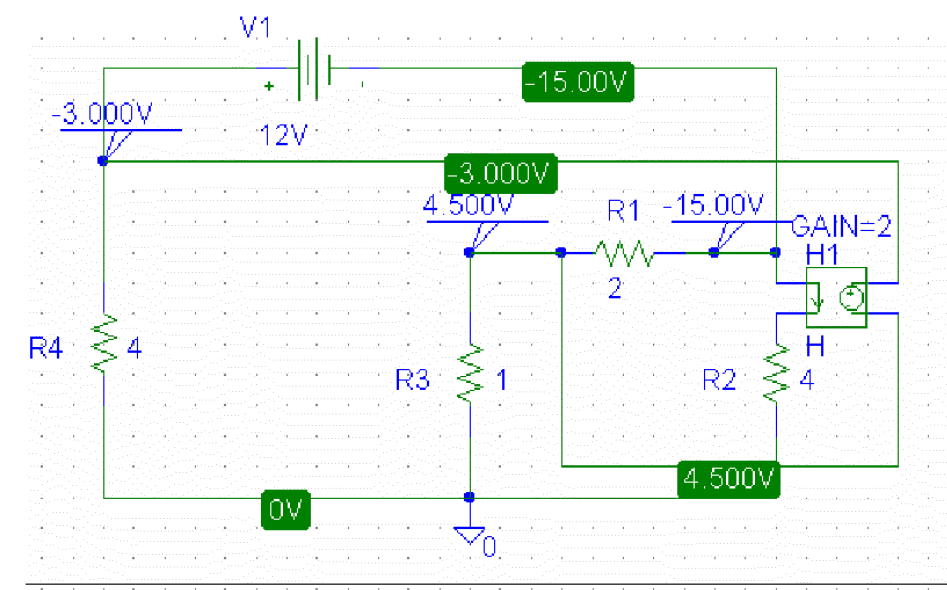 V1
-15.00V
-3.000V
+
-
12V
-3.000V
4.500V
R1
-15.00V
GAIN=2
H1
2
R4
4
R3
1
R2
H
4
4.500V
0V
0